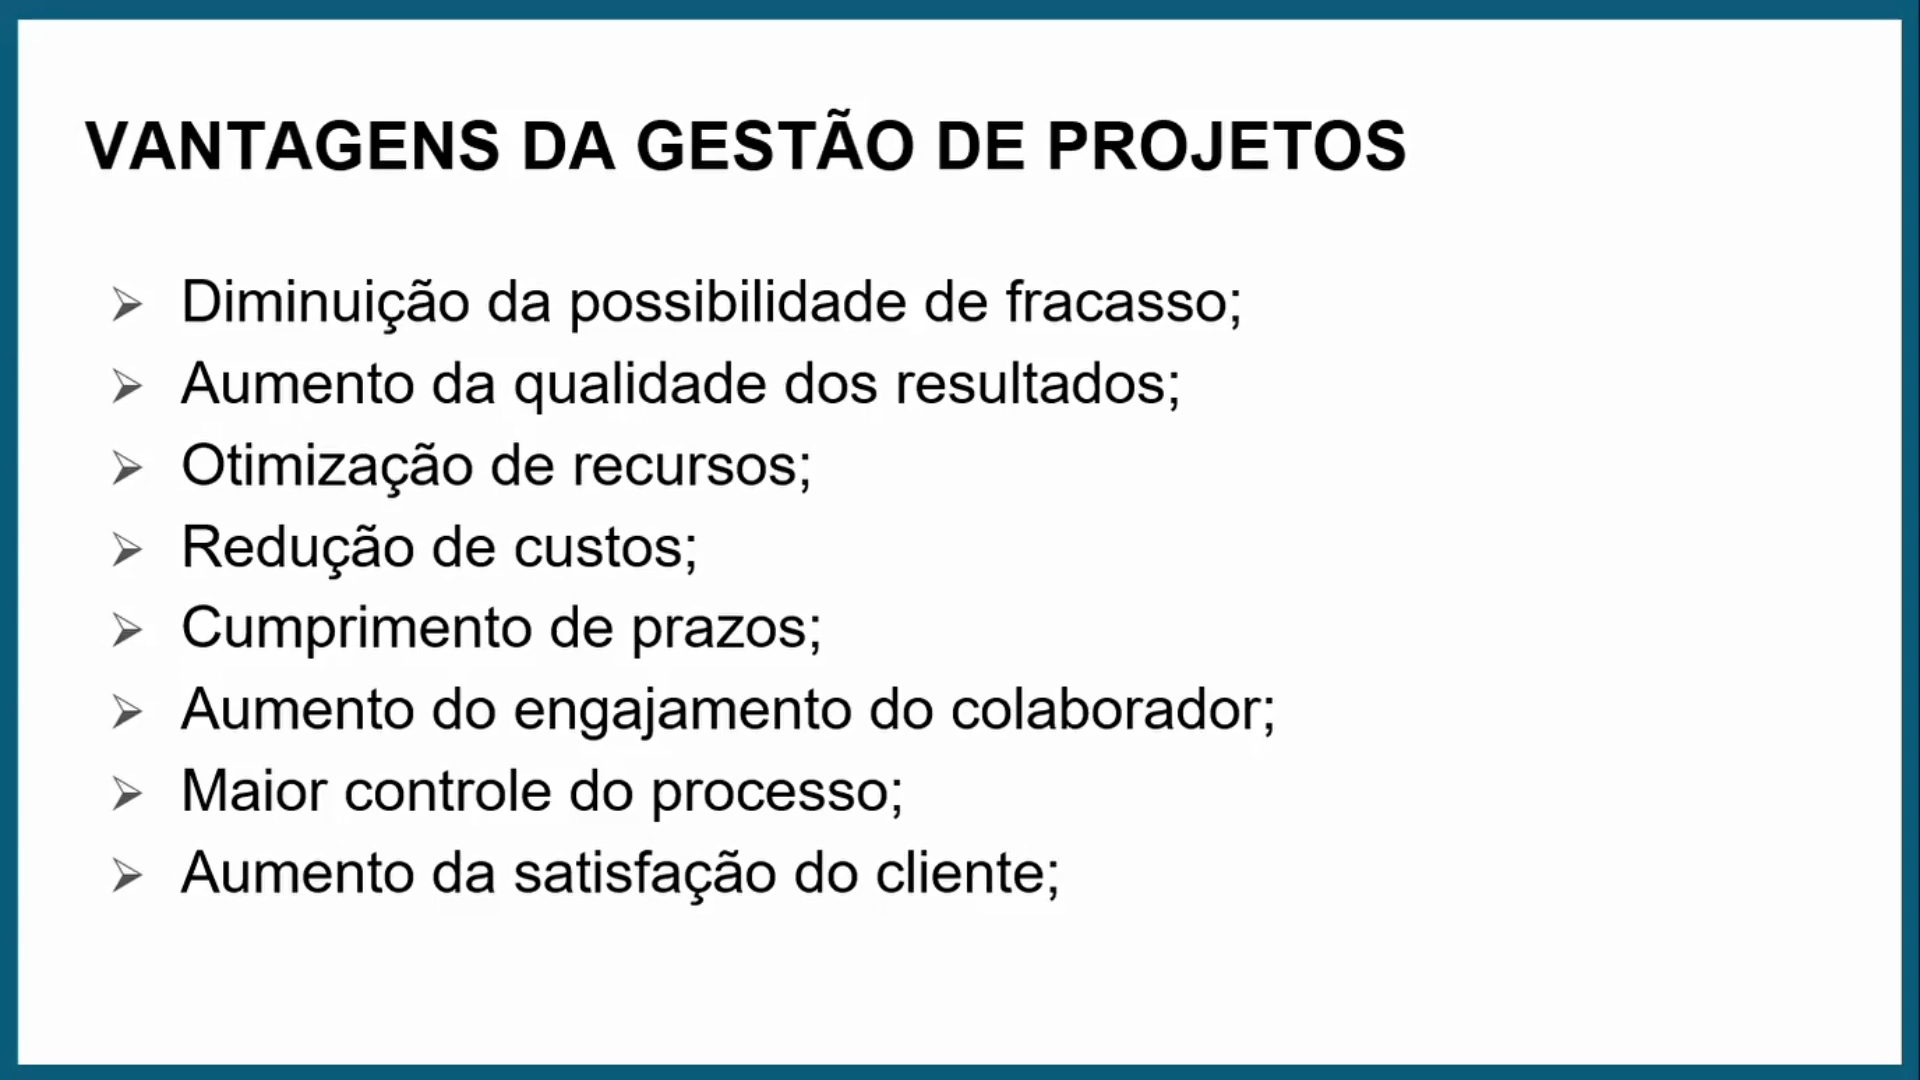 VANTAGENS DA GESTÃO DE PROJETOS
➢ Diminuição da possibilidade de fracasso;
➢ Aumento da qualidade dos resultados;
➢ Otimização de recursos;
➢ Redução de custos;
➢ Cumprimento de prazos;
➢ Aumento do engajamento do colaborador;
➢ Maior controle do processo;
➢ Aumento da satisfação do cliente;